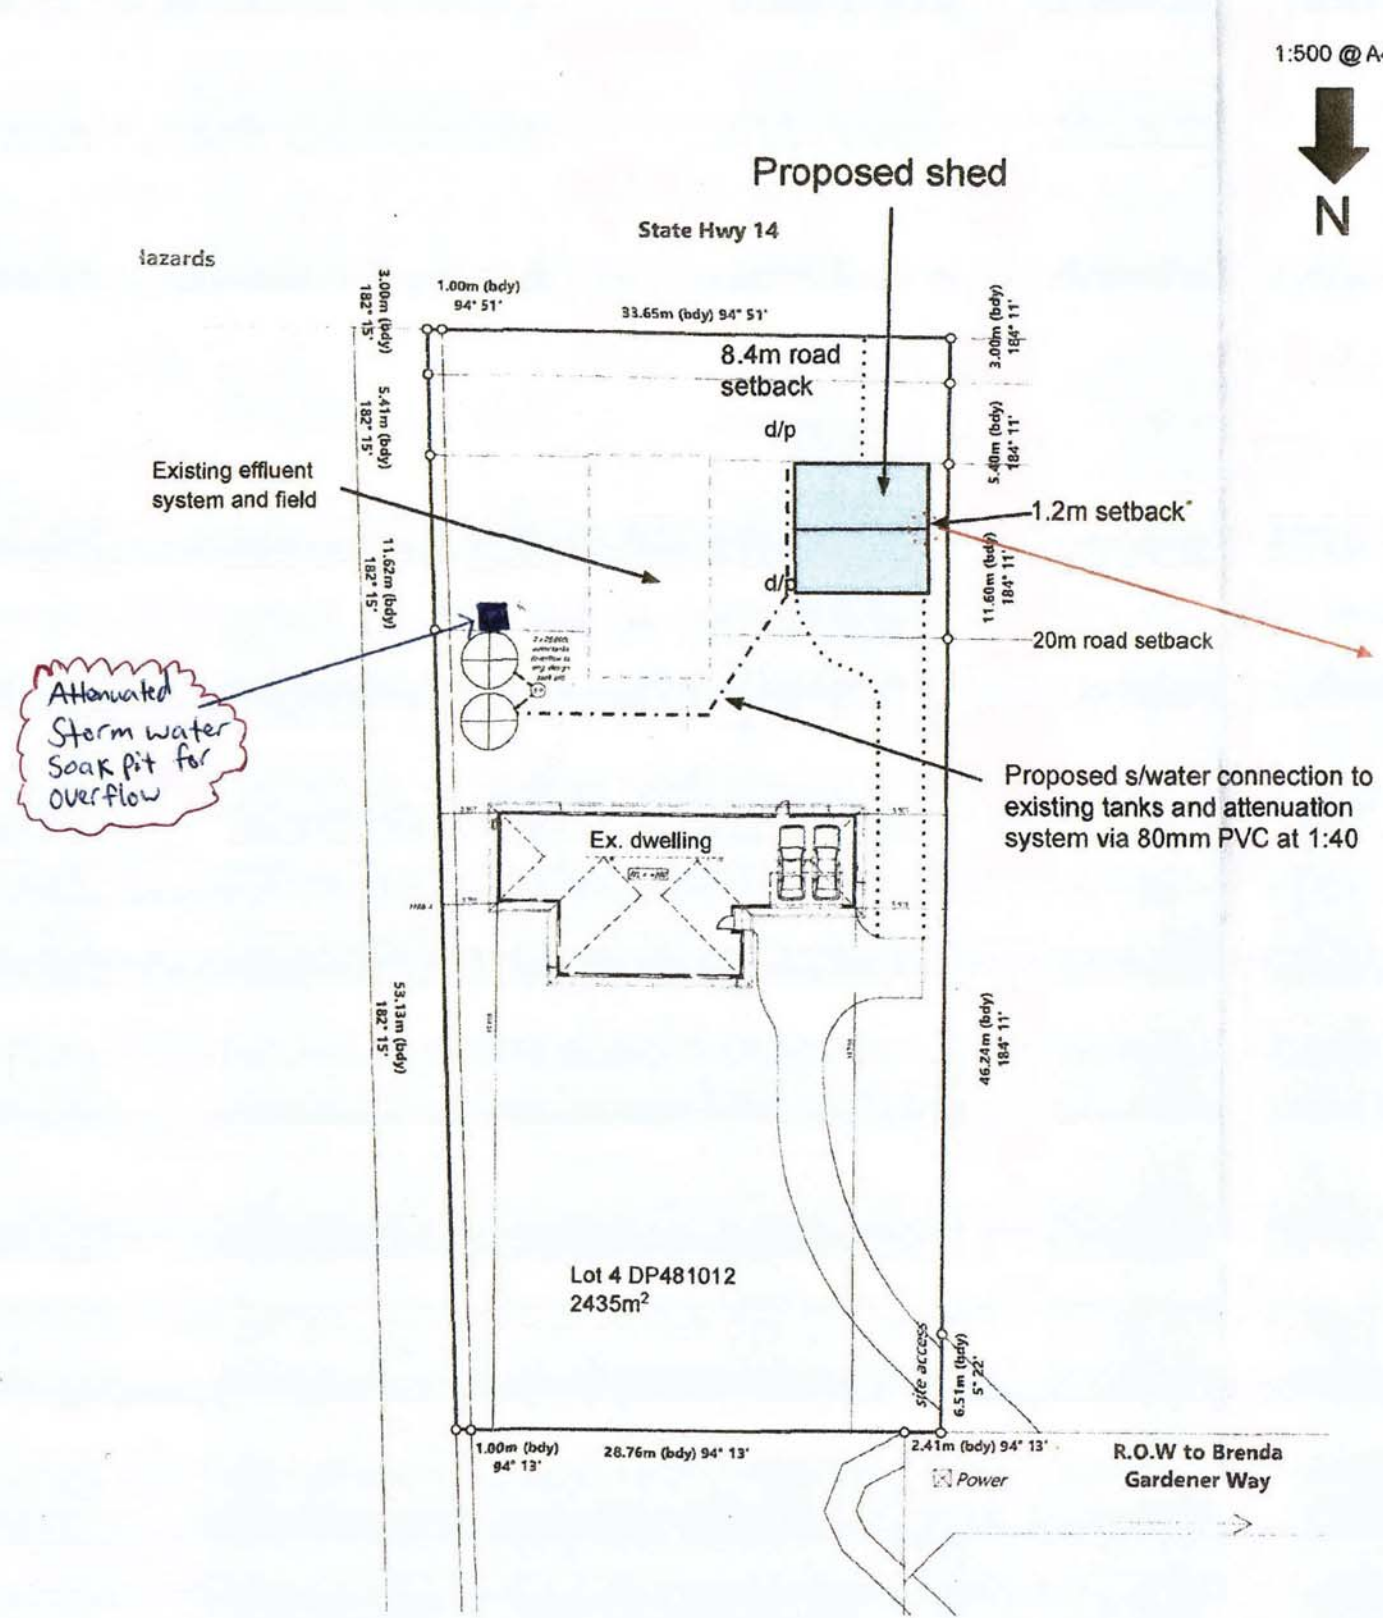 1:500 @ A4
N
Proposed shed
State Hwy 14
lazards
3.00m (bdy)
182° 15'
1.00m (bdy)
94° 51'
33.65m (bdy) 94° 51'
3.00m (bdy)
184° 11'
8.4m road
setback
d/p
5.41m (bdy)
182° 15'
5.40m (bdy)
184° 11'
Existing effluent
system and field
1.2m setback
11.62m (bdy)
182° 15'
d/p
11.60m (bdy)
184° 11'
20m road setback
Attenuated
Storm water
Soak pit for
overflow
Proposed s/water connection to
existing tanks and attenuation
system via 80mm PVC at 1:40
Ex. dwelling
53.13m (bdy)
182° 15'
46.24m (bdy)
184° 11'
Lot 4 DP481012
2435m²
site access
6.51m (bdy)
5° 22'
1.00m (bdy)
94° 13'
28.76m (bdy) 94° 13'
2.41m (bdy) 94° 13'
Power
R.O.W to Brenda
Gardener Way